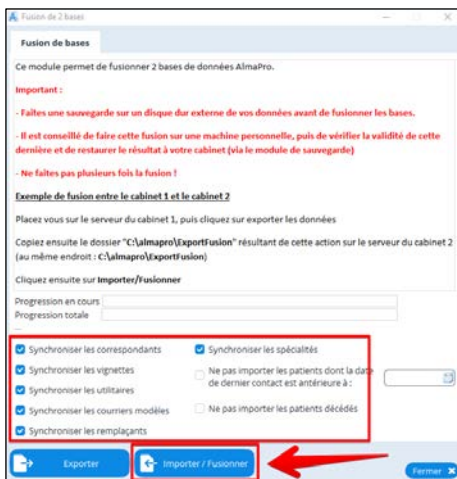 Fusion de 2 bases
Fusion de bases
Ce module permet de fusionner 2 bases de données AlmaPro.
Important :
- Faites une sauvegarde sur un disque dur externe de vos données avant de fusionner les bases.
- Il est conseillé de faire cette fusion sur une machine personnelle, puis de vérifier la validité de cette
dernière et de restaurer le résultat à votre cabinet (via le module de sauvegarde)
- Ne faites pas plusieurs fois la fusion !
Exemple de fusion entre le cabinet 1 et le cabinet 2
Placez vous sur le serveur du cabinet 1, puis cliquez sur exporter les données
Copiez ensuite le dossier "C:\almapro\ExportFusion" résultant de cette action sur le serveur du cabinet 2
(au même endroit : C:\almapro\ExportFusion)
Cliquez ensuite sur Importer/Fusionner
Progression en cours
Progression totale
...
Synchroniser les correspondants
Synchroniser les vignettes
Synchroniser les utilitaires
Synchroniser les courriers modèles
Synchroniser les remplaçants
Synchroniser les spécialités
Ne pas importer les patients dont la date
de dernier contact est antérieure à :
Ne pas importer les patients décédés
Exporter
Importer / Fusionner
Fermer